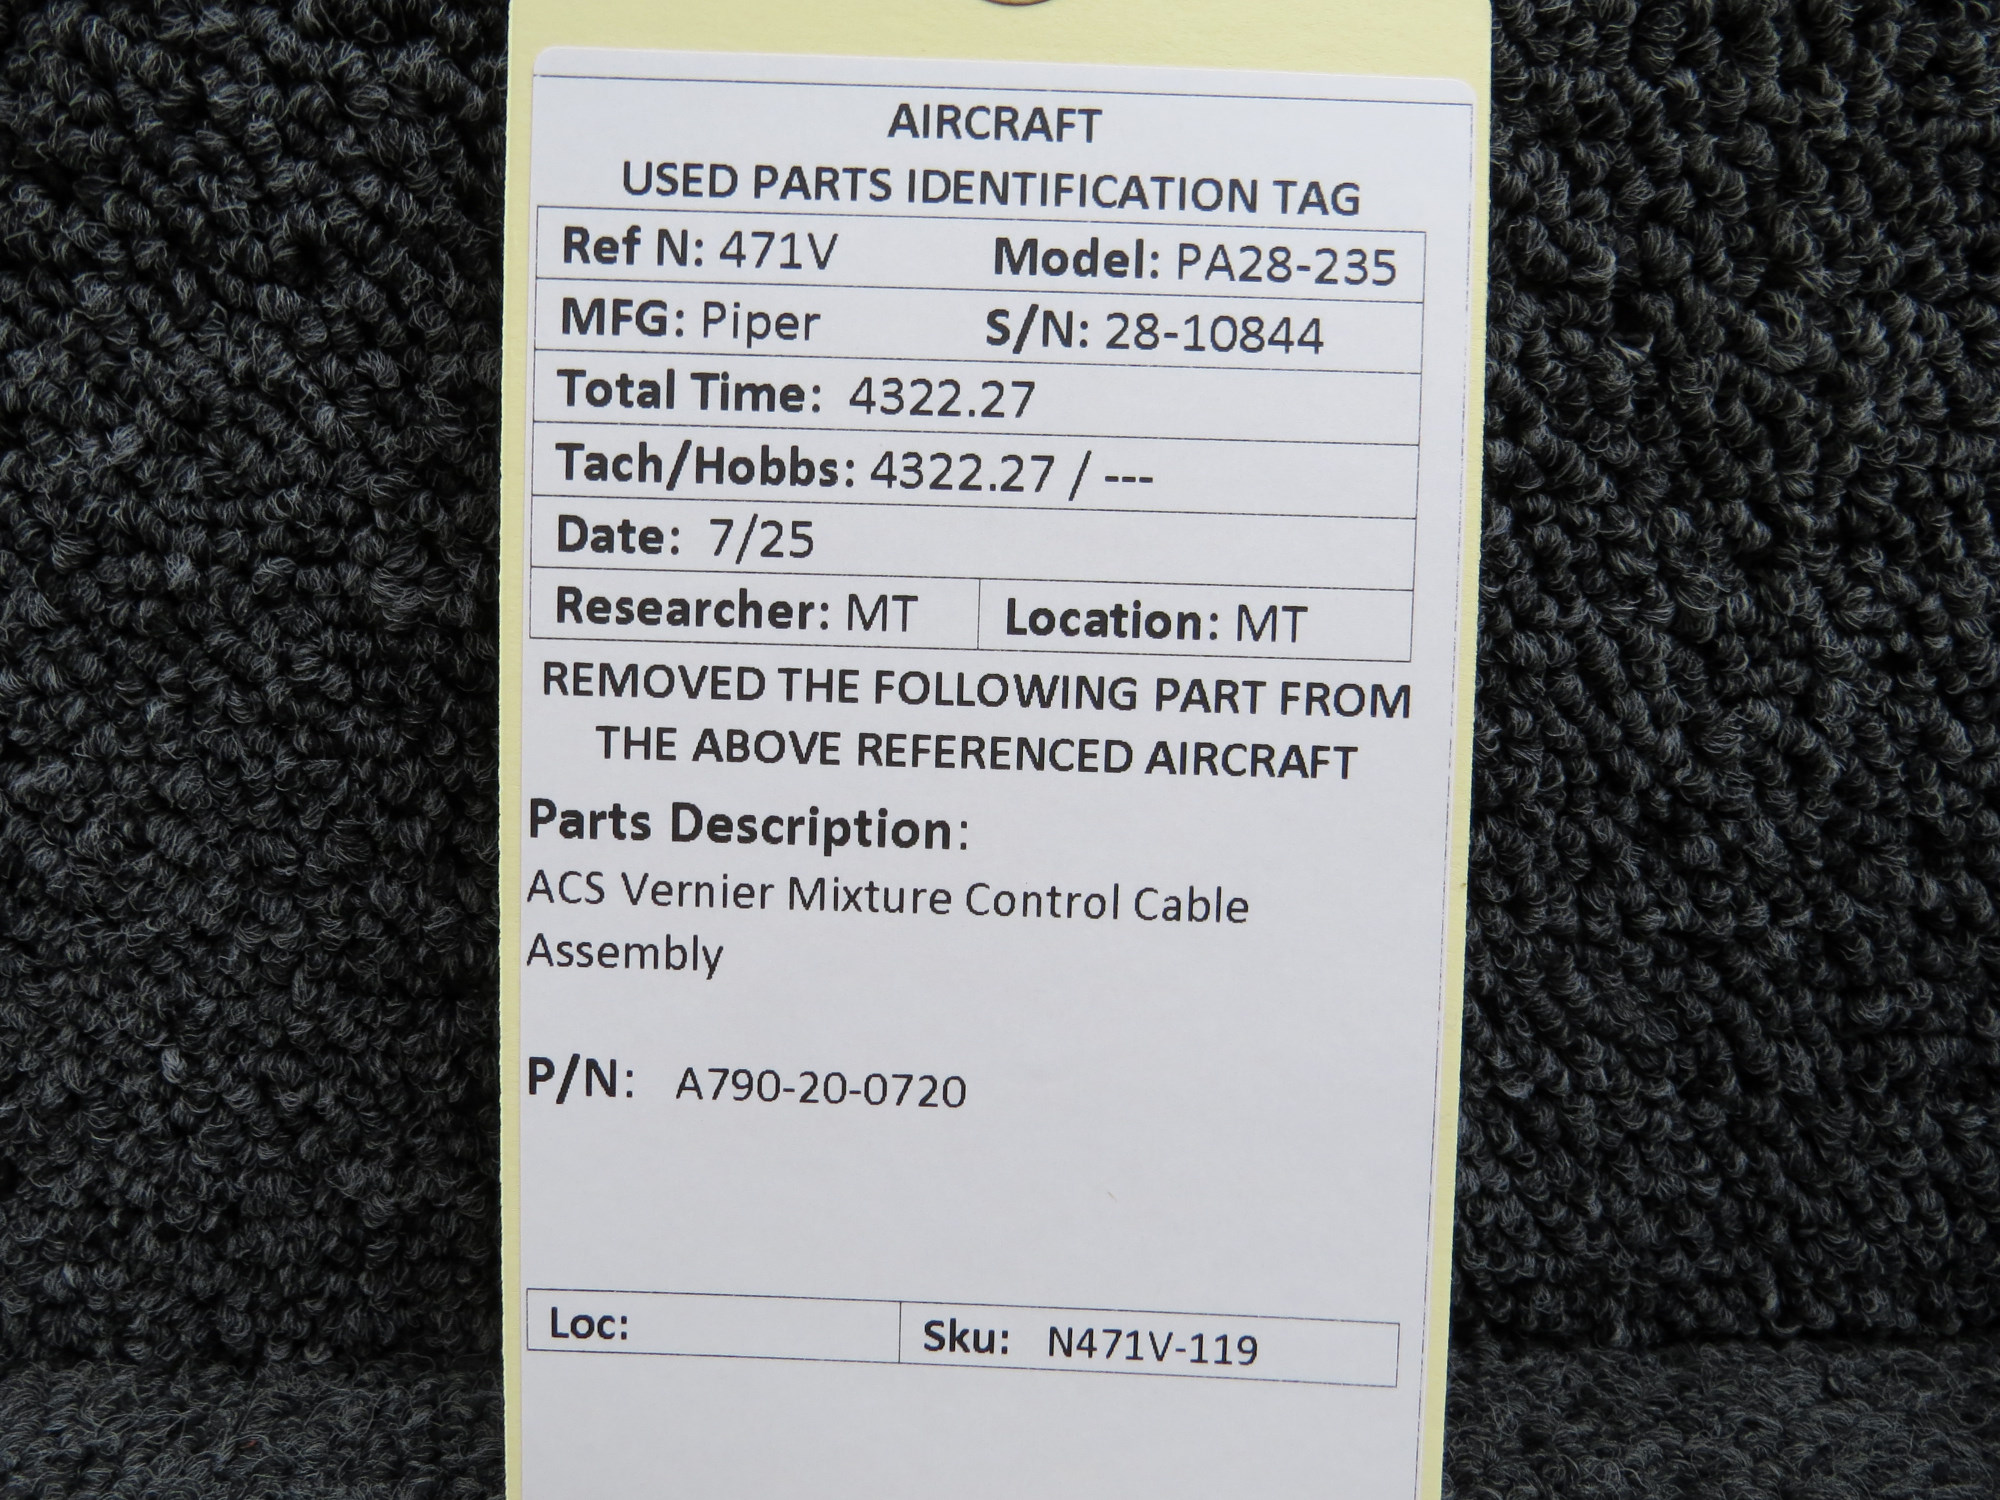 AIRCRAFT
USED PARTS IDENTIFICATION TAG
Ref N: 471V Model: PA28-235
MFG: Piper S/N: 28-10844
Total Time: 4322.27
Tach/Hobbs: 4322.27 / ---
Date: 7/25
Researcher: MT Location: MT
REMOVED THE FOLLOWING PART FROM
THE ABOVE REFERENCED AIRCRAFT
Parts Description:
ACS Vernier Mixture Control Cable
Assembly
P/N: A790-20-0720
Loc: Sku: N471V-119